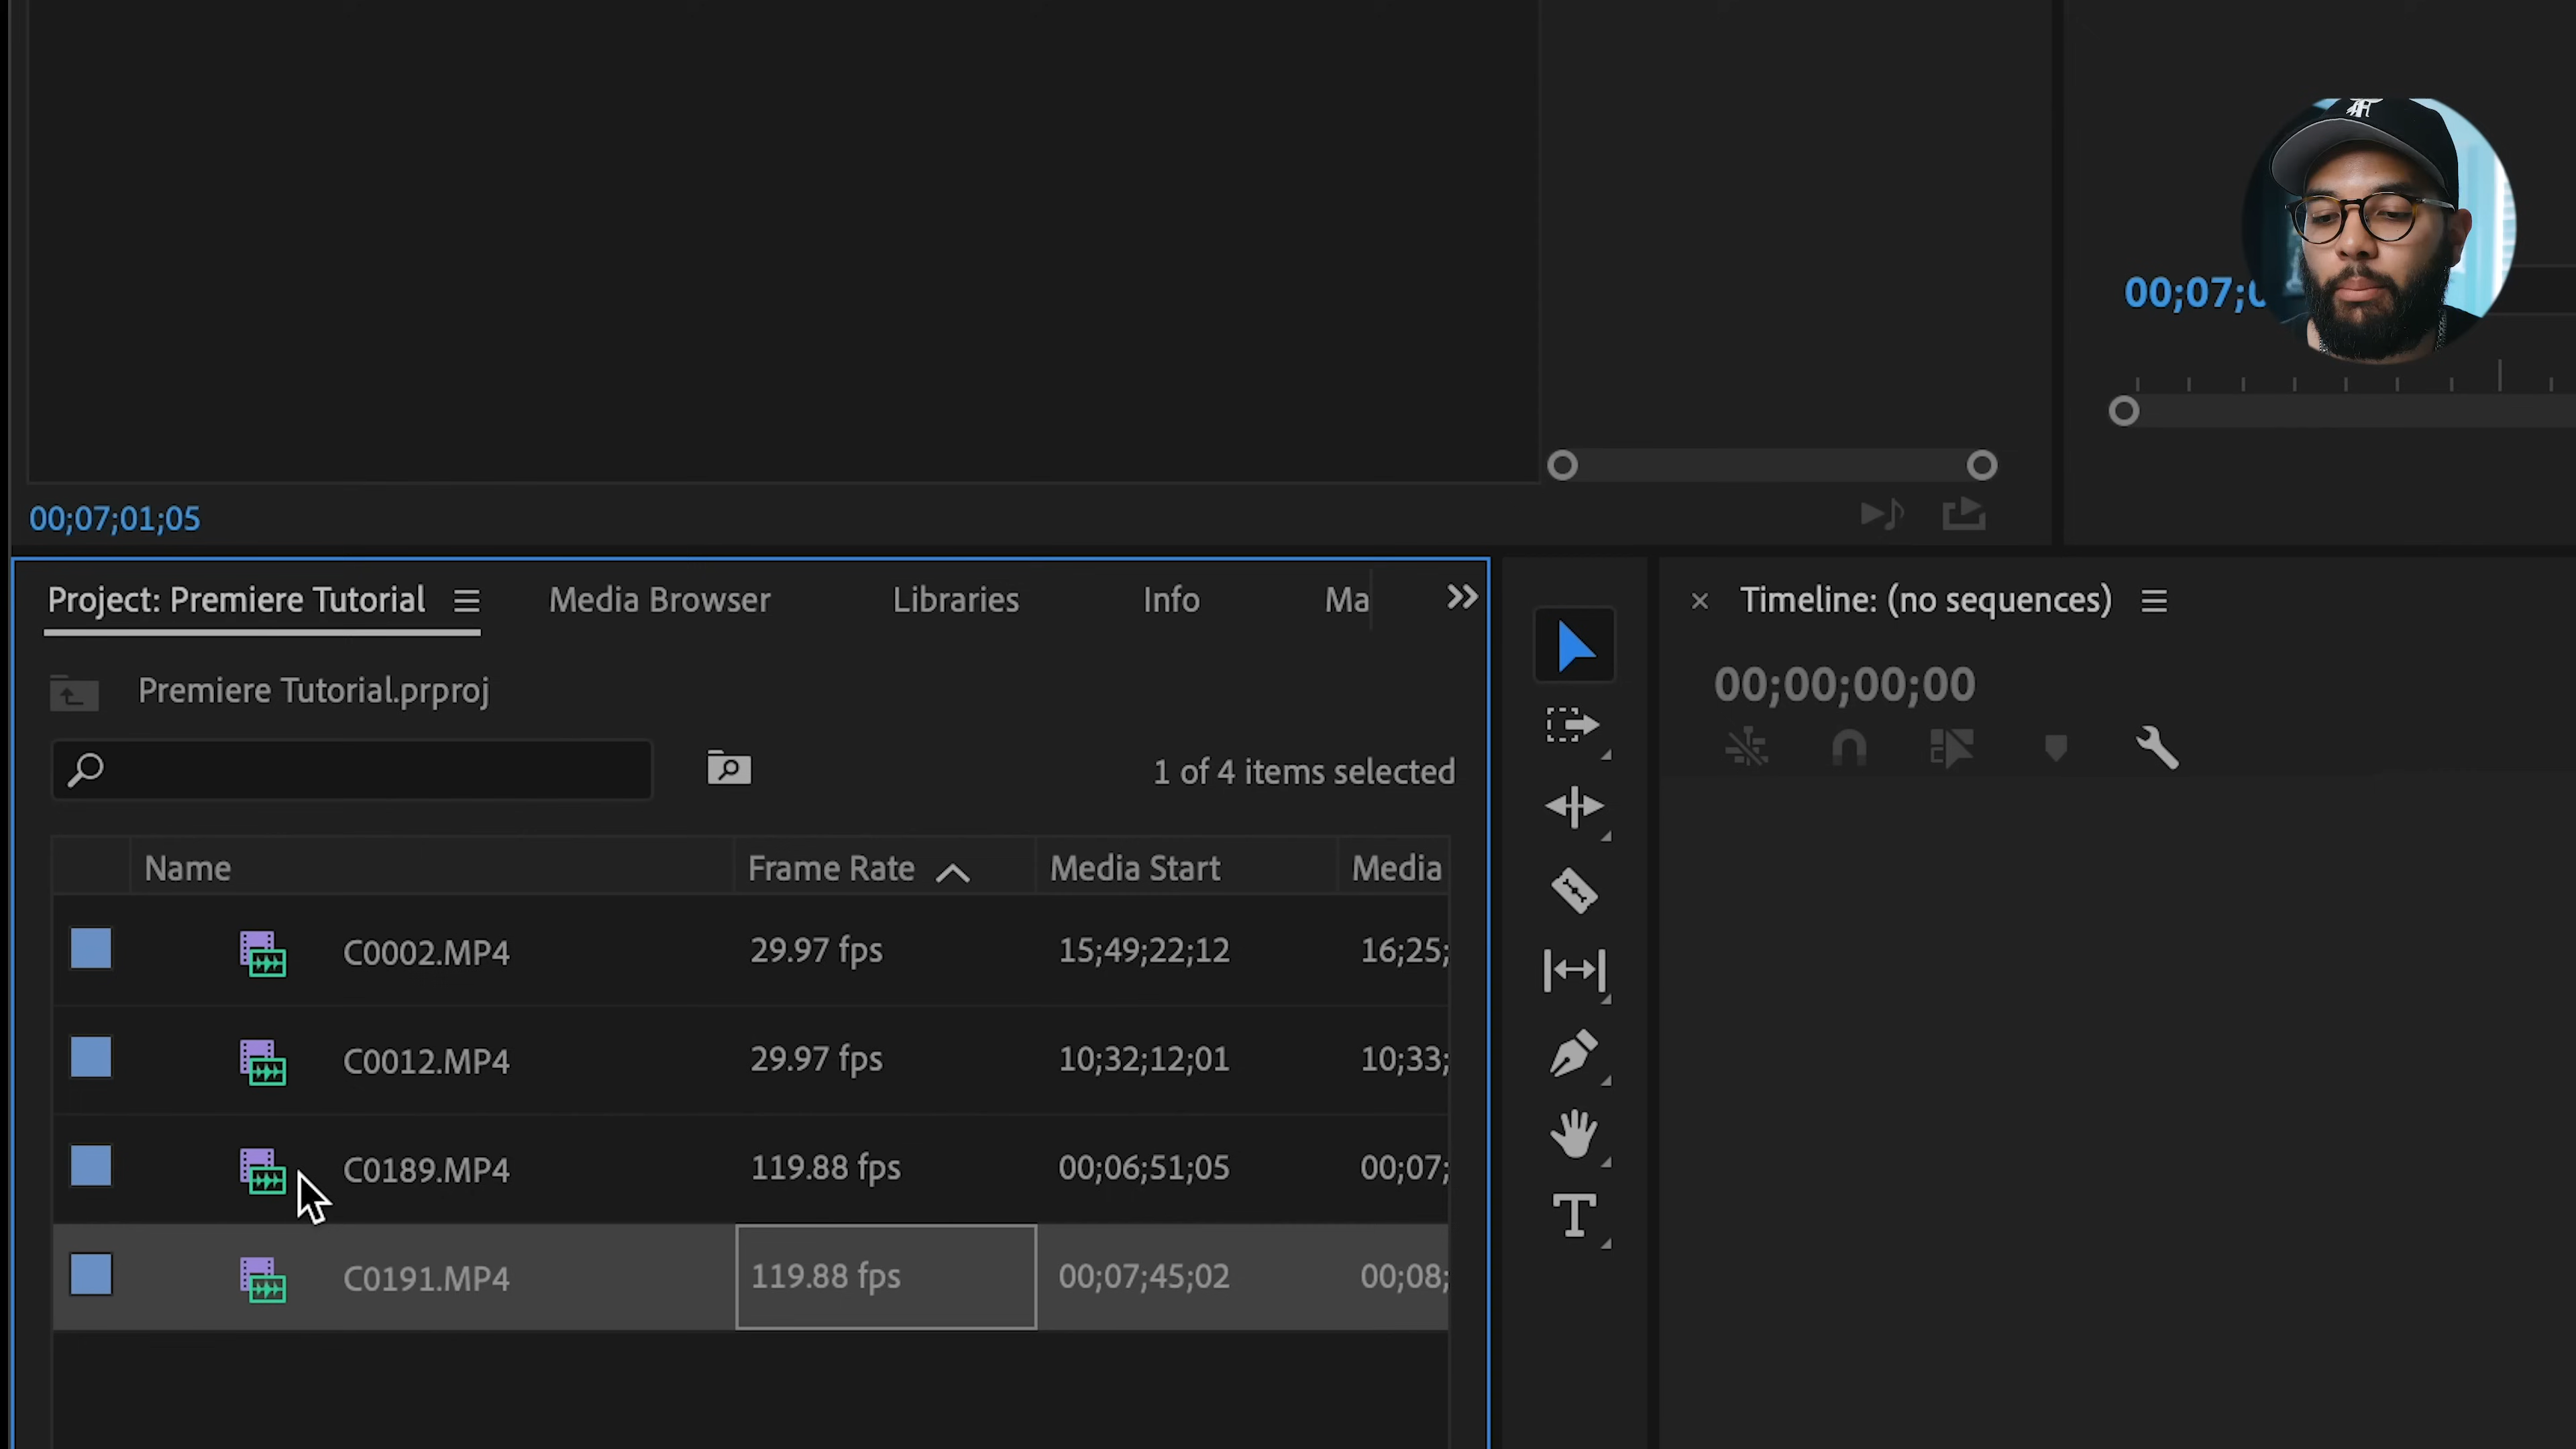 00;07;0
00;07;01;05
Project: Premiere Tutorial
Media Browser
Libraries
Info
Ma
Timeline: (no sequences)
Premiere Tutorial.prproj
00;00;00;00
1 of 4 items selected
Name
Frame Rate
Media Start
Media
C0002.MP4 29.97 fps 15;49;22;12 16;25;
C0012.MP4 29.97 fps 10;32;12;01 10;33;
C0189.MP4 119.88 fps 00;06;51;05 00;07;
C0191.MP4 119.88 fps 00;07;45;02 00;08;